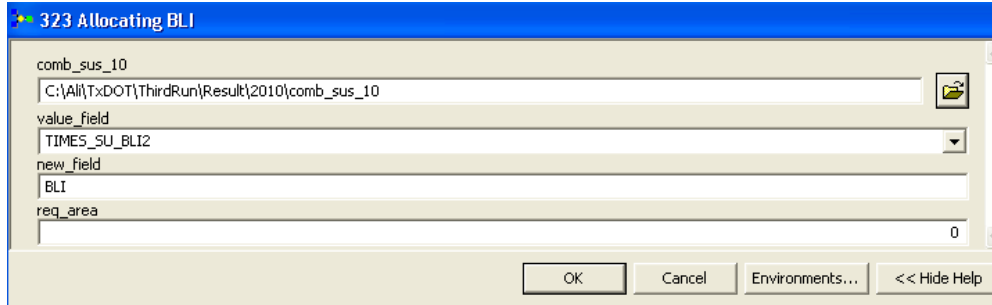 323 Allocating BLI
comb_sus_10
C:\Ali\TxDOT\ThirdRun\Result\2010\comb_sus_10
value_field
TIMES_SU_BLI2
new_field
BLI
req_area
0
OK Cancel Environments... << Hide Help